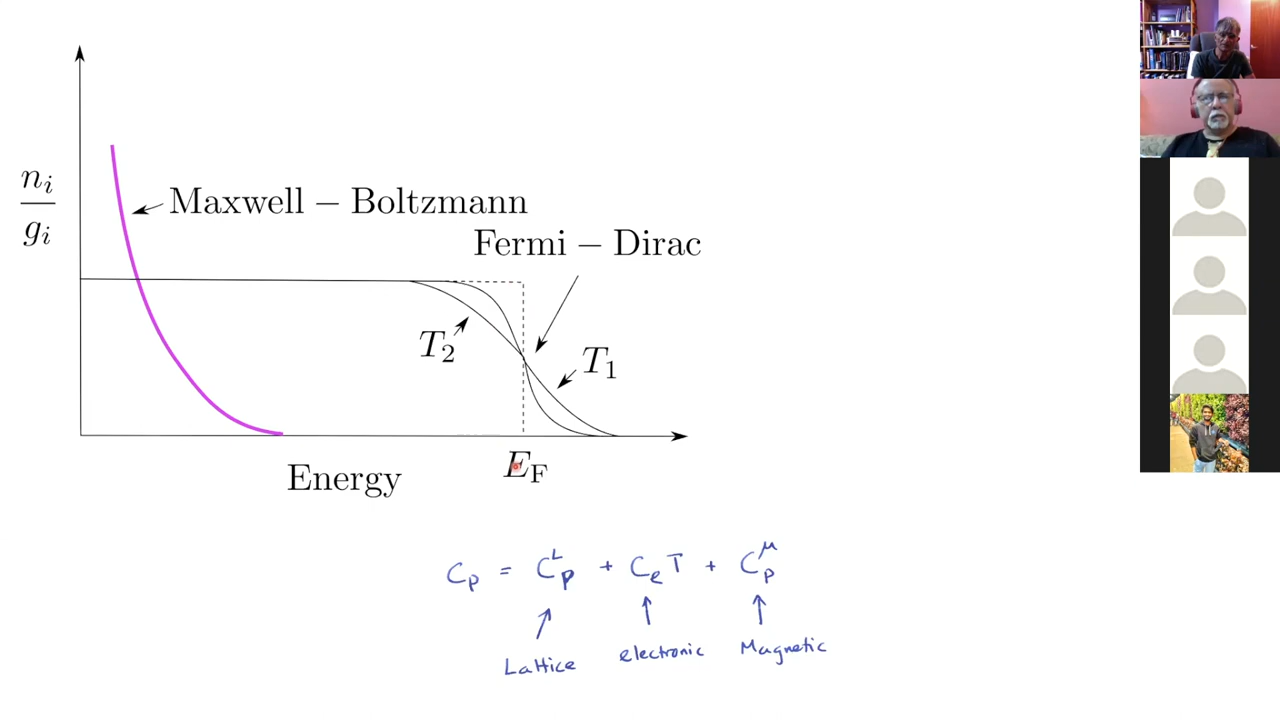 n_i
g_i
Maxwell – Boltzmann
Fermi – Dirac
T_2
T_1
E_F
Energy
C_p = C_p^L + C_e T + C_p^M
Lattice electronic Magnetic